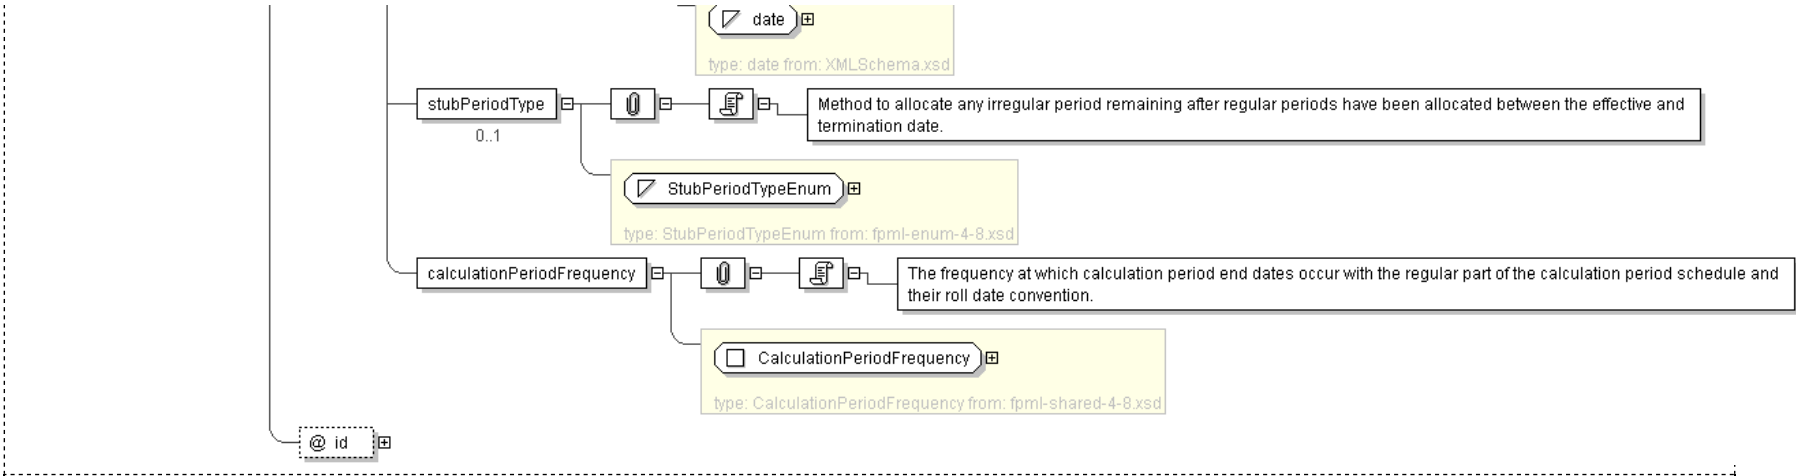 date
type: date from: XMLSchema.xsd
stubPeriodType
0..1
Method to allocate any irregular period remaining after regular periods have been allocated between the effective and
termination date.
StubPeriodTypeEnum
type: StubPeriodTypeEnum from: fpml-enum-4-8.xsd
calculationPeriodFrequency
The frequency at which calculation period end dates occur with the regular part of the calculation period schedule and
their roll date convention.
CalculationPeriodFrequency
type: CalculationPeriodFrequency from: fpml-shared-4-8.xsd
@ id